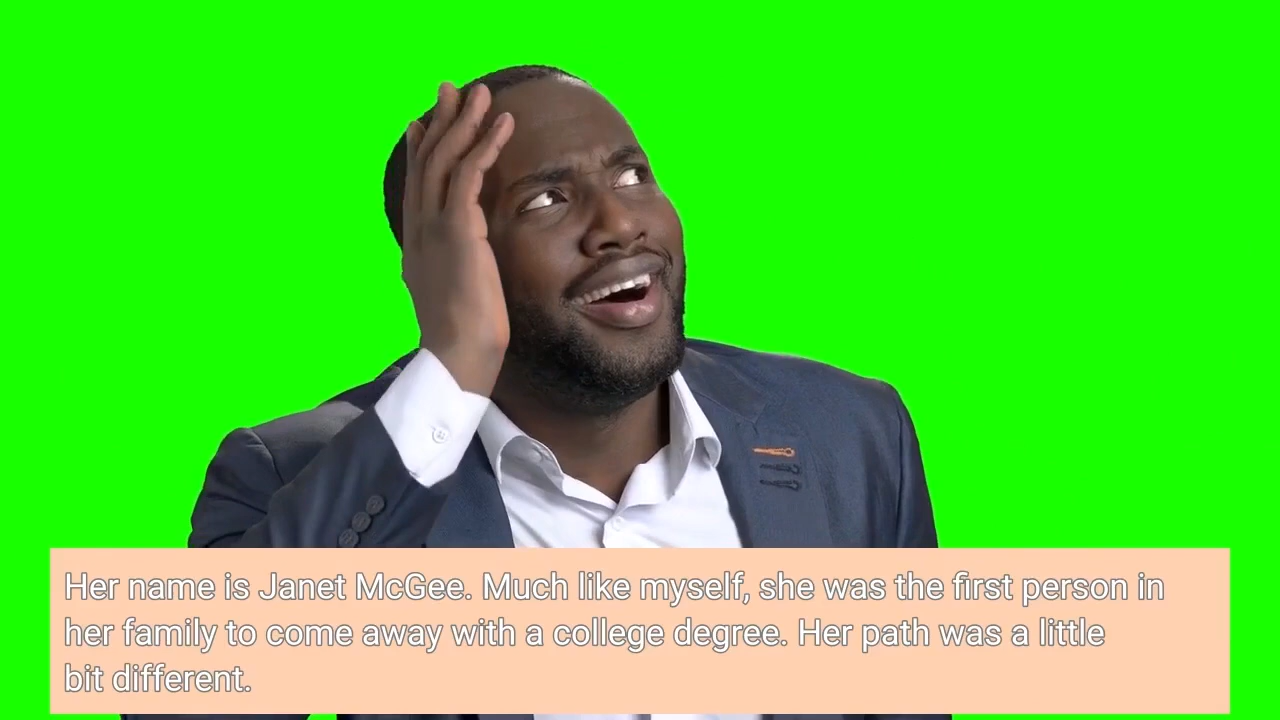 Her name is Janet McGee. Much like myself, she was the first person in
her family to come away with a college degree. Her path was a little
bit different.